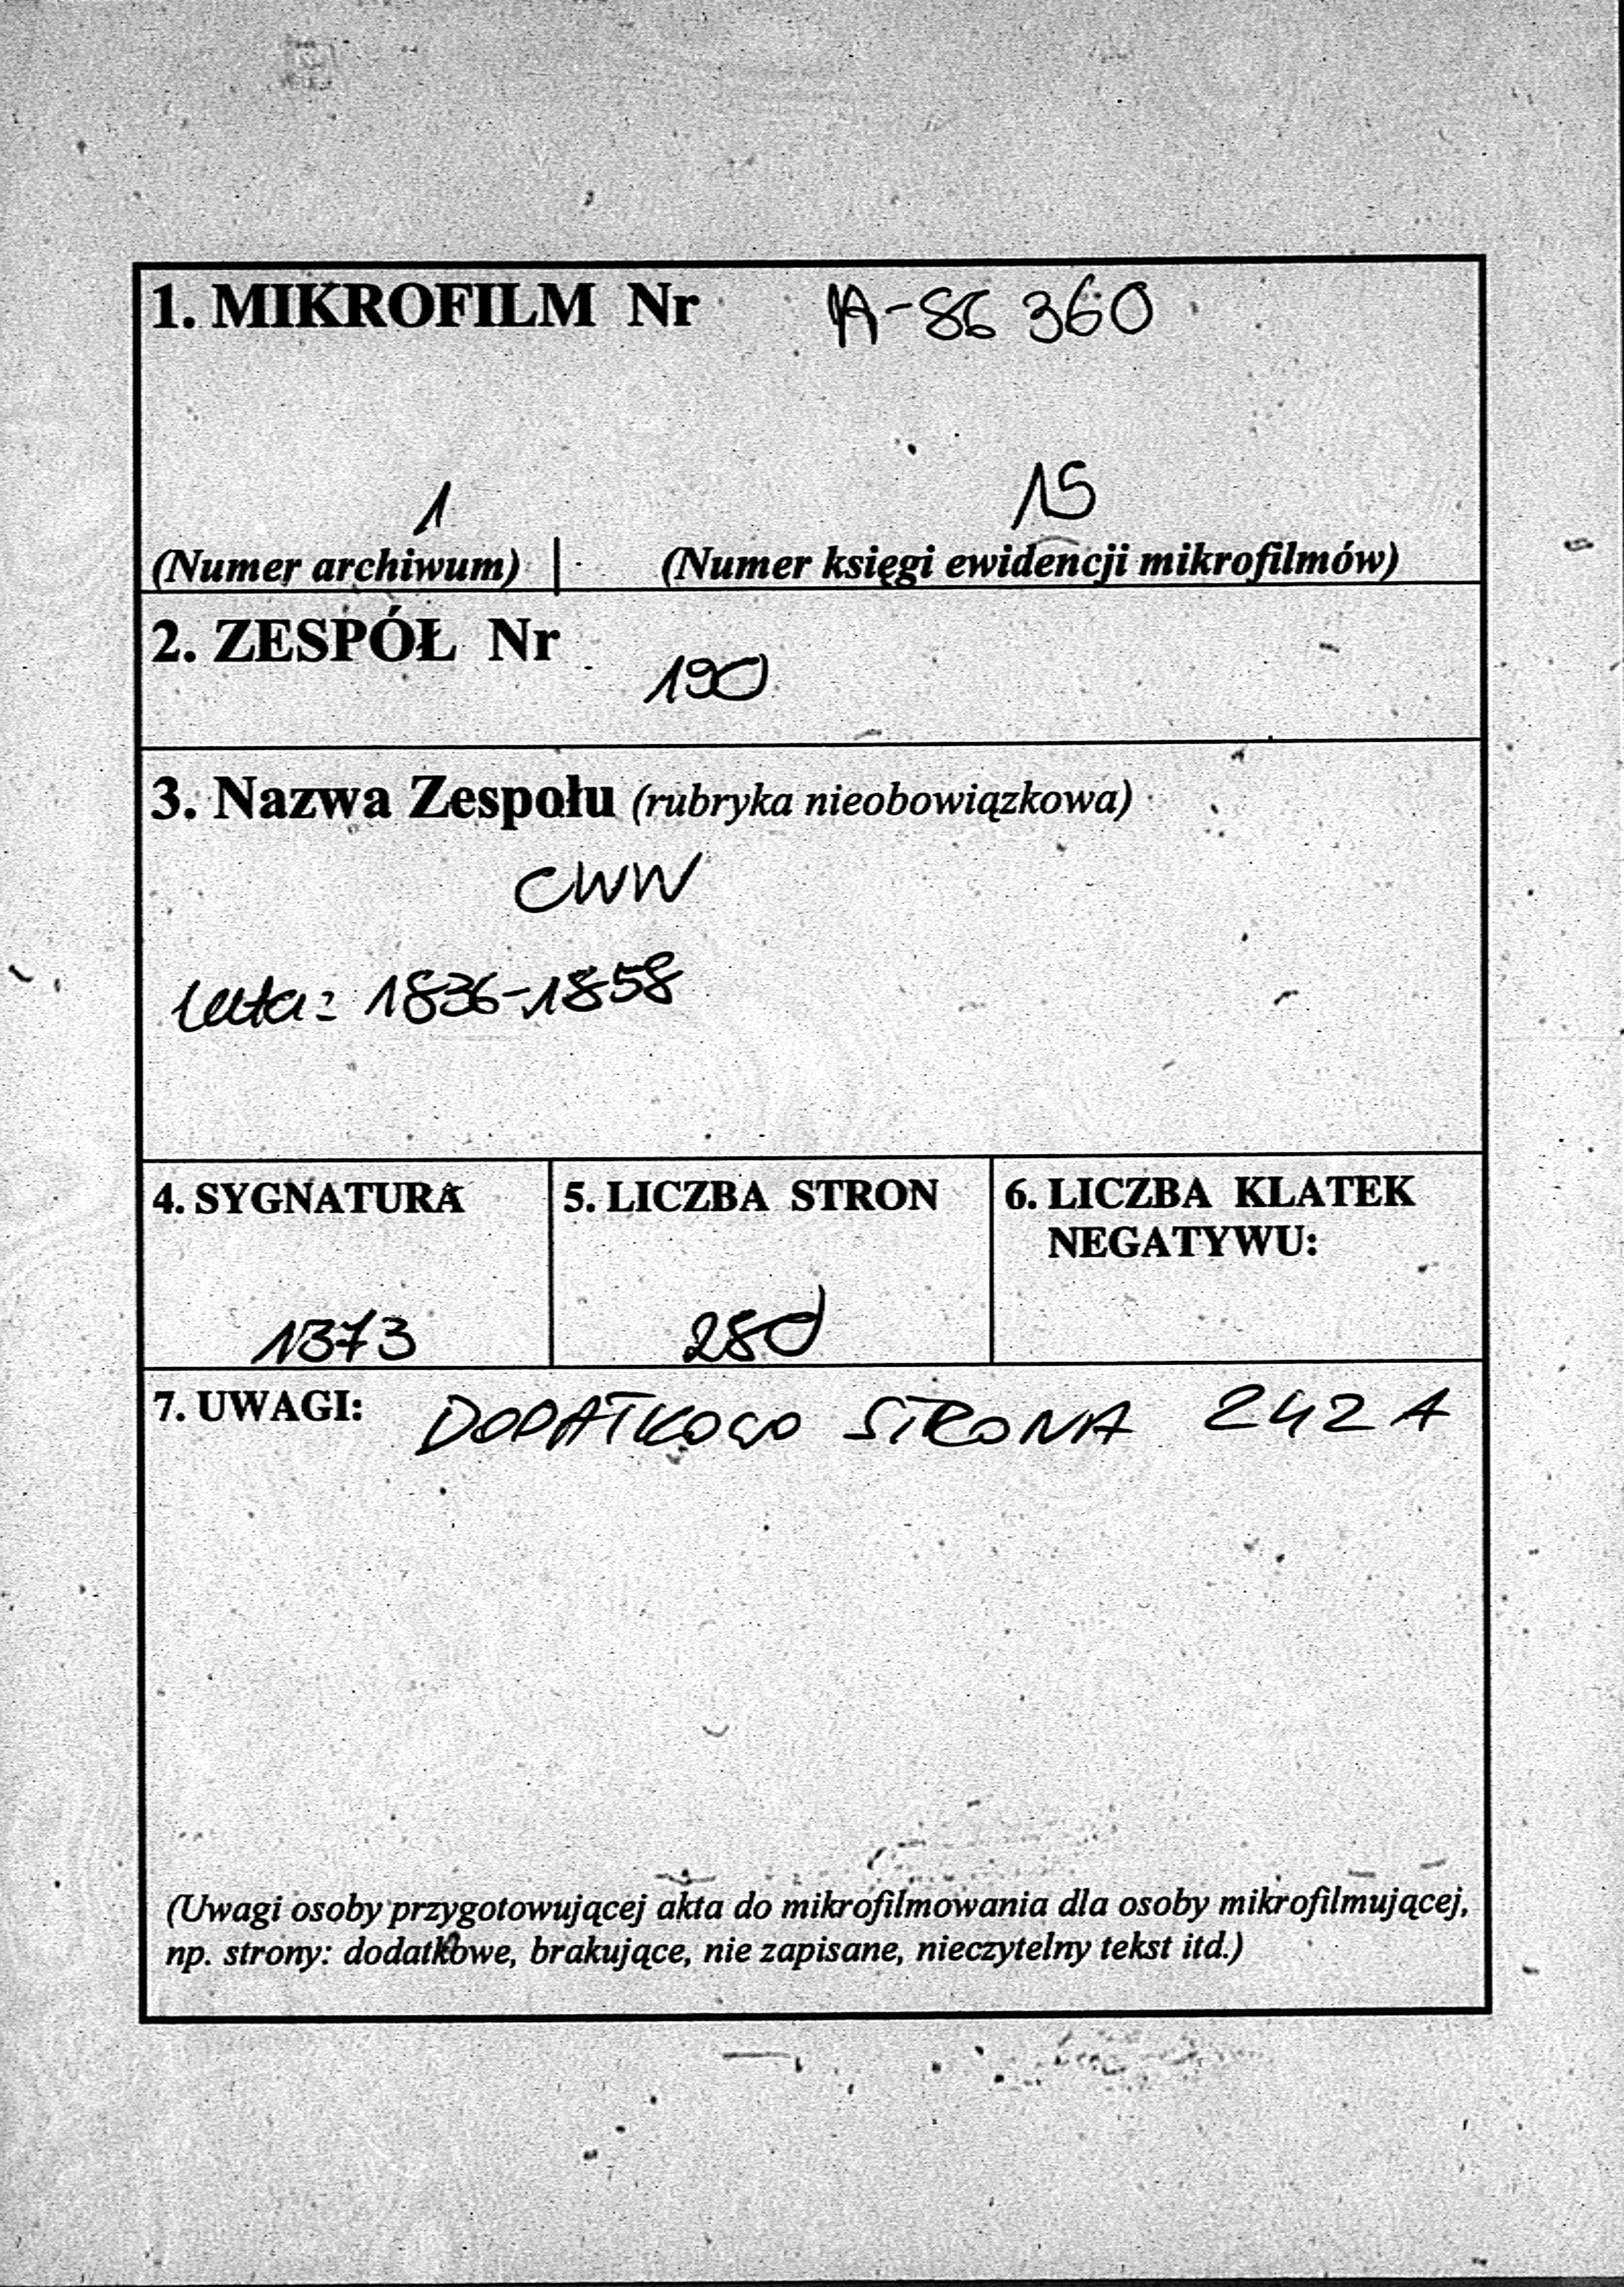 1. MIKROFILM Nr A-86 360
1 15
(Numer archiwum) | (Numer księgi ewidencji mikrofilmów)
2. ZESPÓŁ Nr
190
3. Nazwa Zespołu (rubryka nieobowiązkowa)
CWW
lata: 1836-1858
4. SYGNATURA
1373
5. LICZBA STRON
280
6. LICZBA KLATEK
NEGATYWU:
7. UWAGI: DODATKOWO STRONA 242 A
(Uwagi osoby przygotowującej akta do mikrofilmowania dla osoby mikrofilmującej,
np. strony: dodatkowe, brakujące, nie zapisane, nieczytelny tekst itd.)